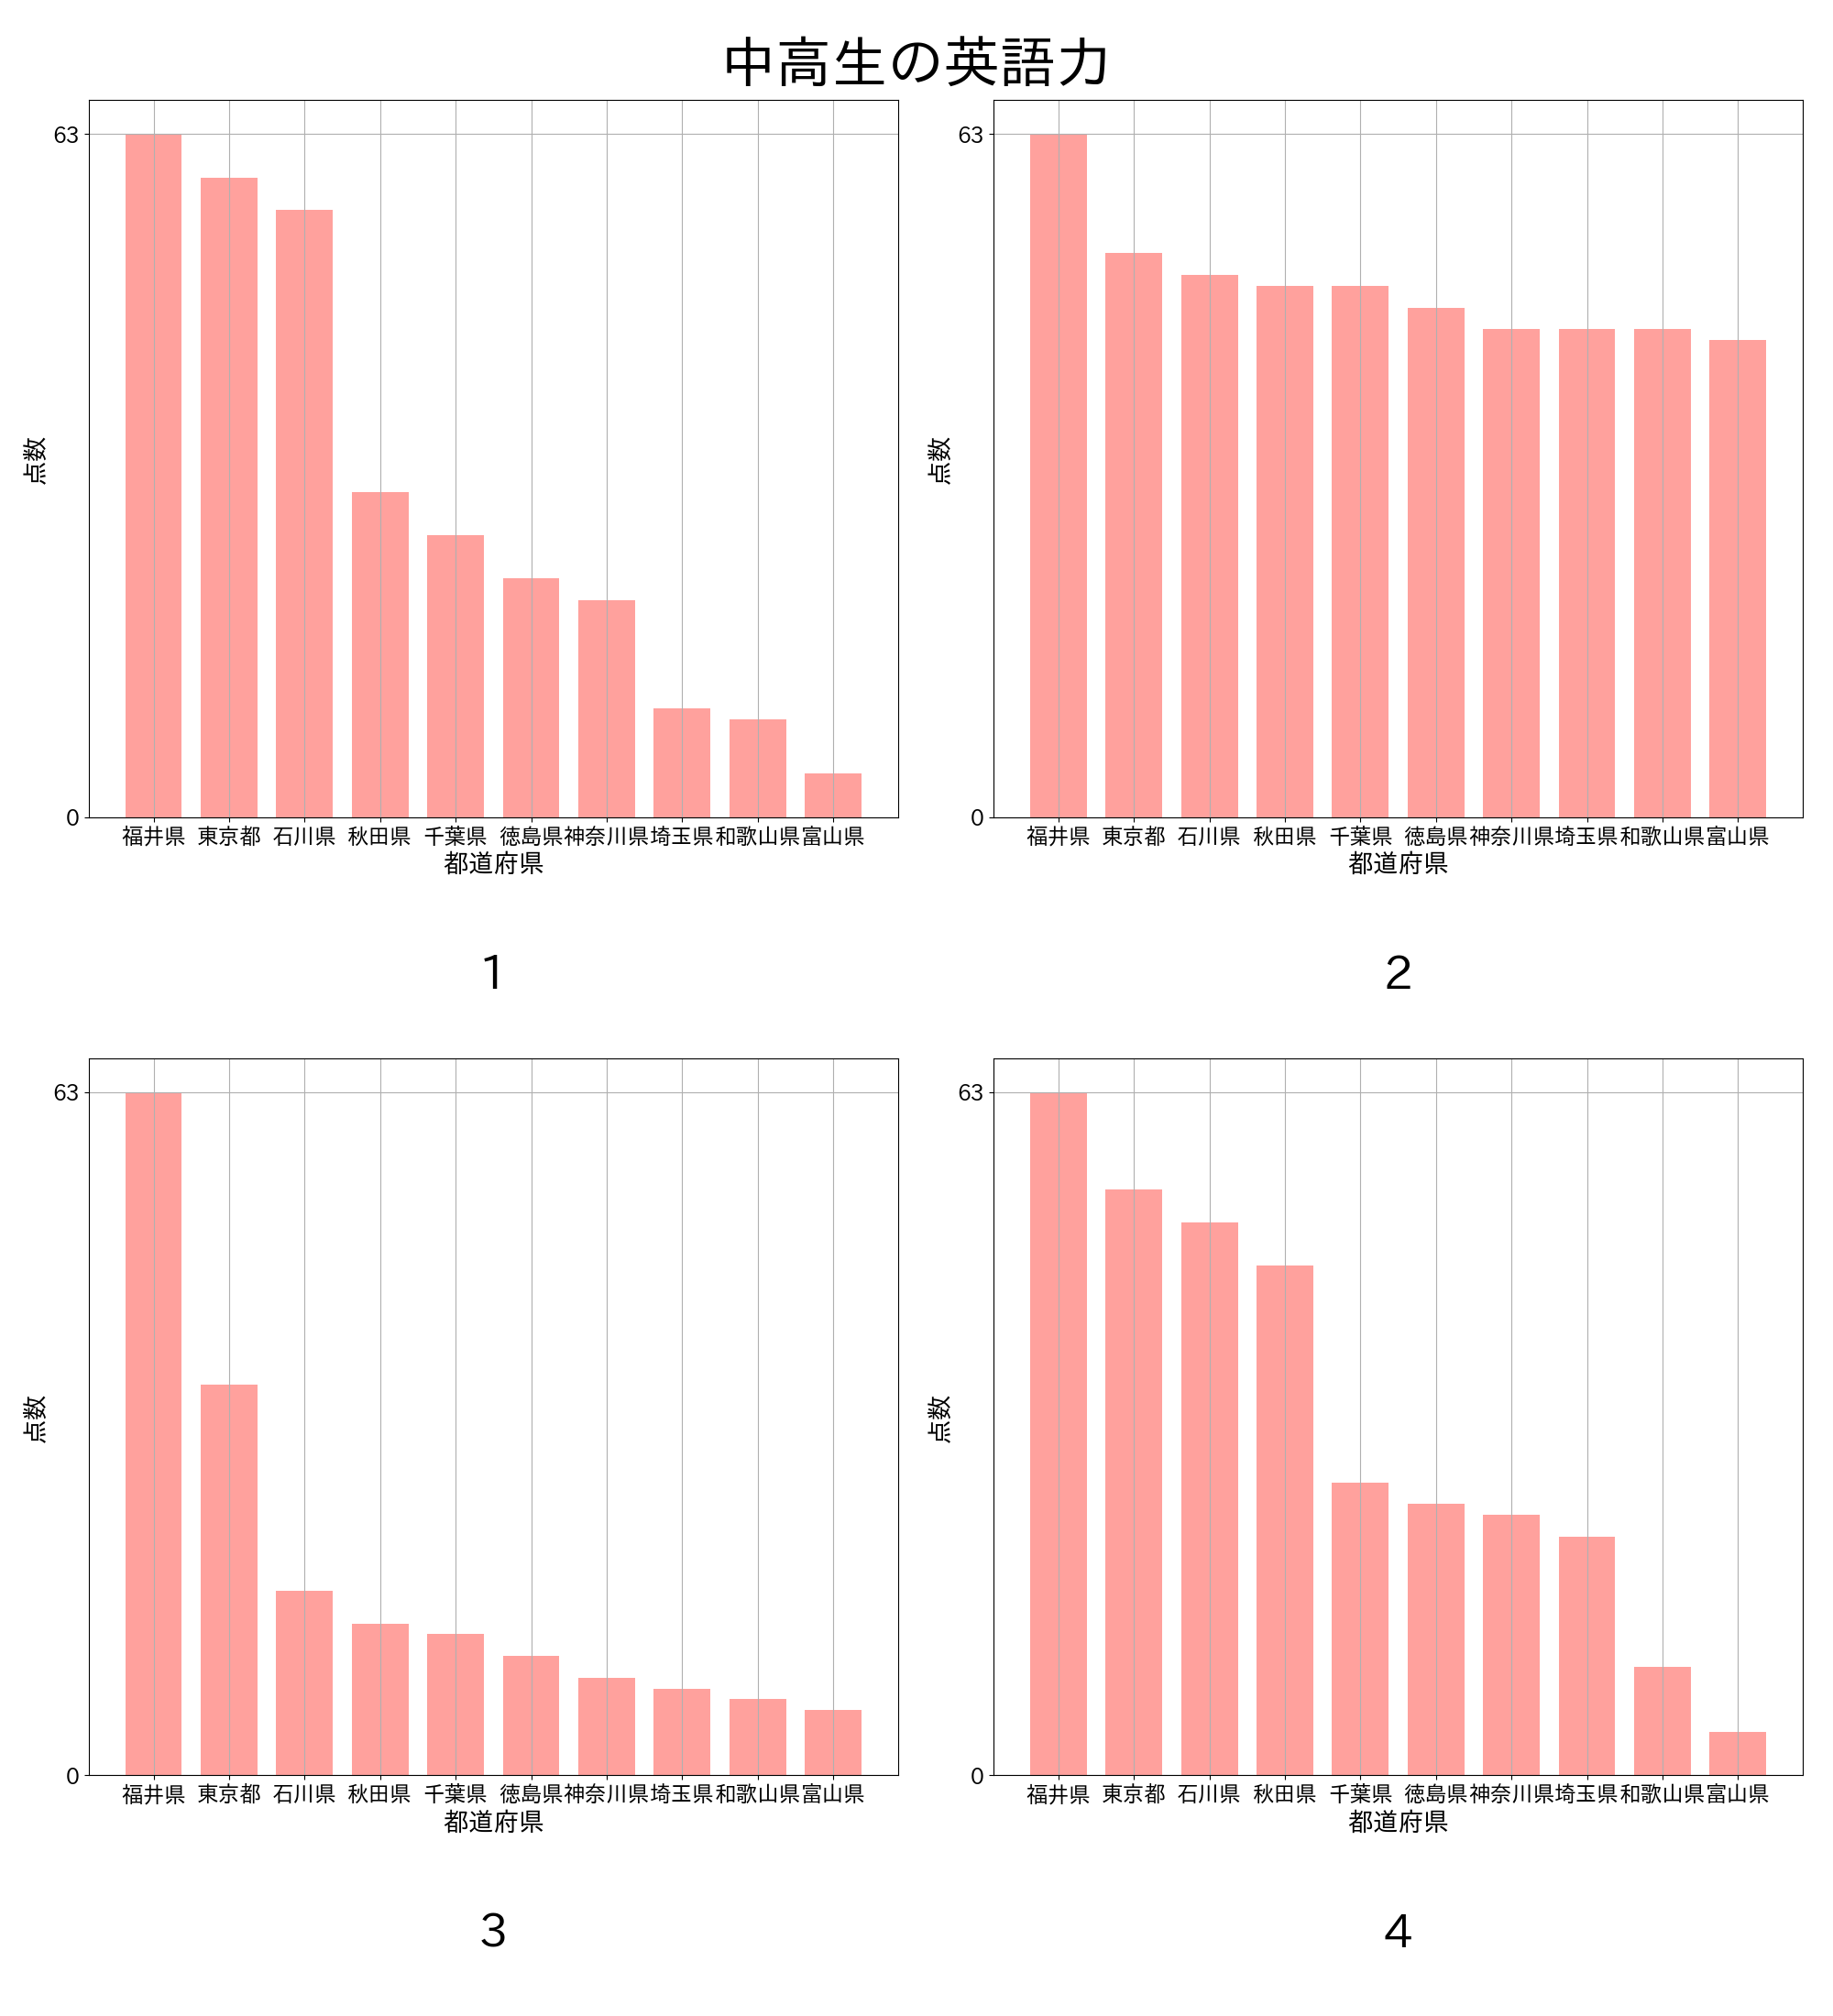 中高生の英語力
63
0
点数
福井県 東京都 石川県 秋田県 千葉県 徳島県 神奈川県 埼玉県 和歌山県 富山県
都道府県
1
63
0
点数
福井県 東京都 石川県 秋田県 千葉県 徳島県 神奈川県 埼玉県 和歌山県 富山県
都道府県
2
63
0
点数
福井県 東京都 石川県 秋田県 千葉県 徳島県 神奈川県 埼玉県 和歌山県 富山県
都道府県
3
63
0
点数
福井県 東京都 石川県 秋田県 千葉県 徳島県 神奈川県 埼玉県 和歌山県 富山県
都道府県
4